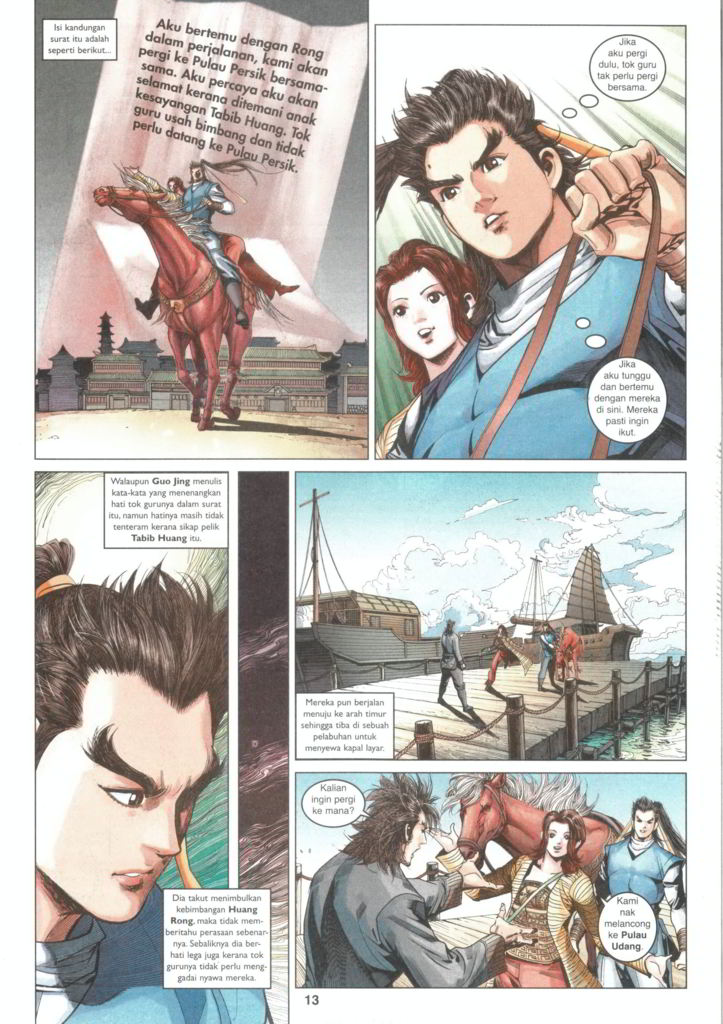 Isi kandungan
surat itu adalah
seperti berikut...
Aku bertemu dengan Rong
dalam perjalanan, kami akan
pergi ke Pulau Persik bersama-
sama. Aku percaya aku akan
selamat kerana ditemani anak
kesayangan Tabib Huang. Tok
guru usah bimbang dan tidak
perlu datang ke Pulau Persik.
Jika
aku pergi
dulu, tok guru
tak perlu pergi
bersama.
Jika
aku tunggu
dan bertemu
dengan mereka
di sini. Mereka
pasti ingin
ikut.
Walaupun Guo Jing menulis
kata-kata yang menenangkan
hati tok gurunya dalam surat
itu, namun hatinya masih tidak
tenteram kerana sikap pelik
Tabib Huang itu.
Dia takut menimbulkan
kebimbangan Huang
Rong, maka tidak mem-
beritahu perasaan sebenar-
nya. Sebaliknya dia ber-
hati lega juga kerana tok
gurunya tidak perlu meng-
gadai nyawa mereka.
Mereka pun berjalan
menuju ke arah timur
sehingga tiba di sebuah
pelabuhan untuk
menyewa kapal layar.
Kalian
ingin pergi
ke mana?
Kami
nak
melancong
ke Pulau
Udang.
13